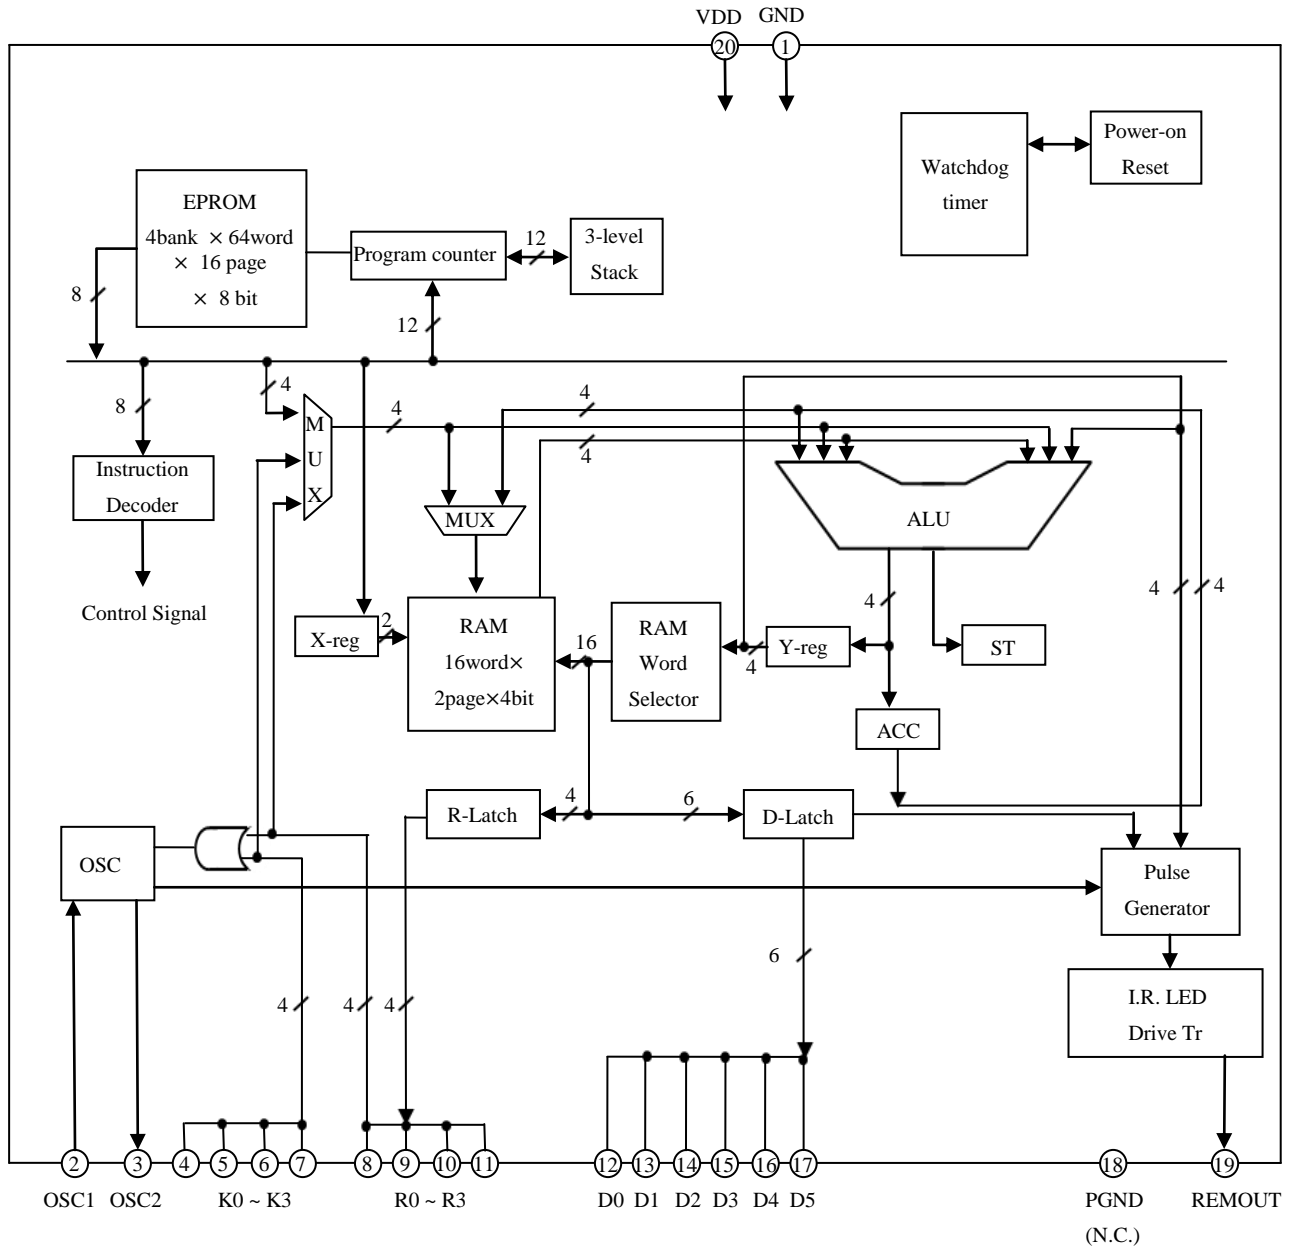 VDD GND
20 1
Watchdog
timer
Power-on
Reset
EPROM
4bank × 64word
× 16 page
× 8 bit
Program counter
12
3-level
Stack
8
12
8
4
4
4
4
M
U
X
Instruction
Decoder
Control Signal
MUX
ALU
4
4
4
X-reg
2
RAM
16word×
2page×4bit
16
RAM
Word
Selector
4
Y-reg
ST
ACC
R-Latch
4
6
D-Latch
OSC
Pulse
Generator
6
I.R. LED
Drive Tr
4
4
4
2 3 4 5 6 7 8 9 10 11 12 13 14 15 16 17 18 19
OSC1 OSC2 K0 ~ K3 R0 ~ R3 D0 D1 D2 D3 D4 D5 PGND REMOUT
(N.C.)